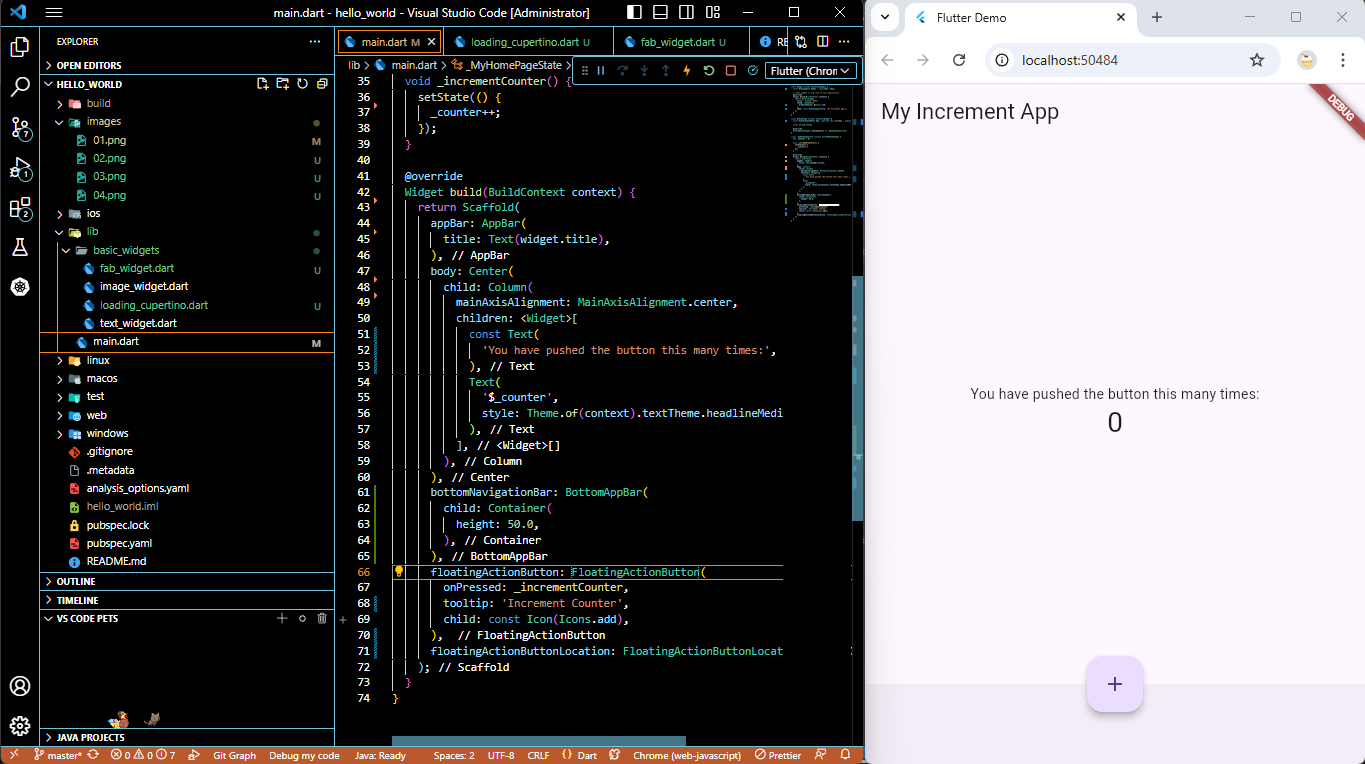 main.dart - hello_world - Visual Studio Code [Administrator]
EXPLORER
OPEN EDITORS
HELLO_WORLD
build
images
01.png M
02.png U
03.png U
04.png U
ios
lib
basic_widgets
fab_widget.dart U
image_widget.dart
loading_cupertino.dart U
text_widget.dart
main.dart M
linux
macos
test
web
windows
.gitignore
.metadata
analysis_options.yaml
hello_world.iml
pubspec.lock
pubspec.yaml
README.md
OUTLINE
TIMELINE
VS CODE PETS
JAVA PROJECTS
7
1
2
main.dart M
loading_cupertino.dart U
fab_widget.dart U
RE
lib > main.dart > _MyHomePageState >
Flutter (Chron
35 void _incrementCounter() {
36 setState(() {
37 _counter++;
38 });
39 }
40
41 @override
42 Widget build(BuildContext context) {
43 return Scaffold(
44 appBar: AppBar(
45 title: Text(widget.title),
46 ), // AppBar
47 body: Center(
48 child: Column(
49 mainAxisAlignment: MainAxisAlignment.center,
50 children: <Widget>[
51 const Text(
52 'You have pushed the button this many times:',
53 ), // Text
54 Text(
55 '$_counter',
56 style: Theme.of(context).textTheme.headlineMedi
57 ), // Text
58 ], // <Widget>[]
59 ), // Column
60 ), // Center
61 bottomNavigationBar: BottomAppBar(
62 child: Container(
63 height: 50.0,
64 ), // Container
65 ), // BottomAppBar
66 floatingActionButton: FloatingActionButton(
67 onPressed: _incrementCounter,
68 tooltip: 'Increment Counter',
69 child: const Icon(Icons.add),
70 ), // FloatingActionButton
71 floatingActionButtonLocation: FloatingActionButtonLocat
72 ); // Scaffold
73 }
74 }
master* 0 0 7 Git Graph Debug my code Java: Ready Spaces: 2 UTF-8 CRLF {} Dart Chrome (web-javascript) Prettier
Flutter Demo
localhost:50484
My Increment App
DEBUG
You have pushed the button this many times:
0
+